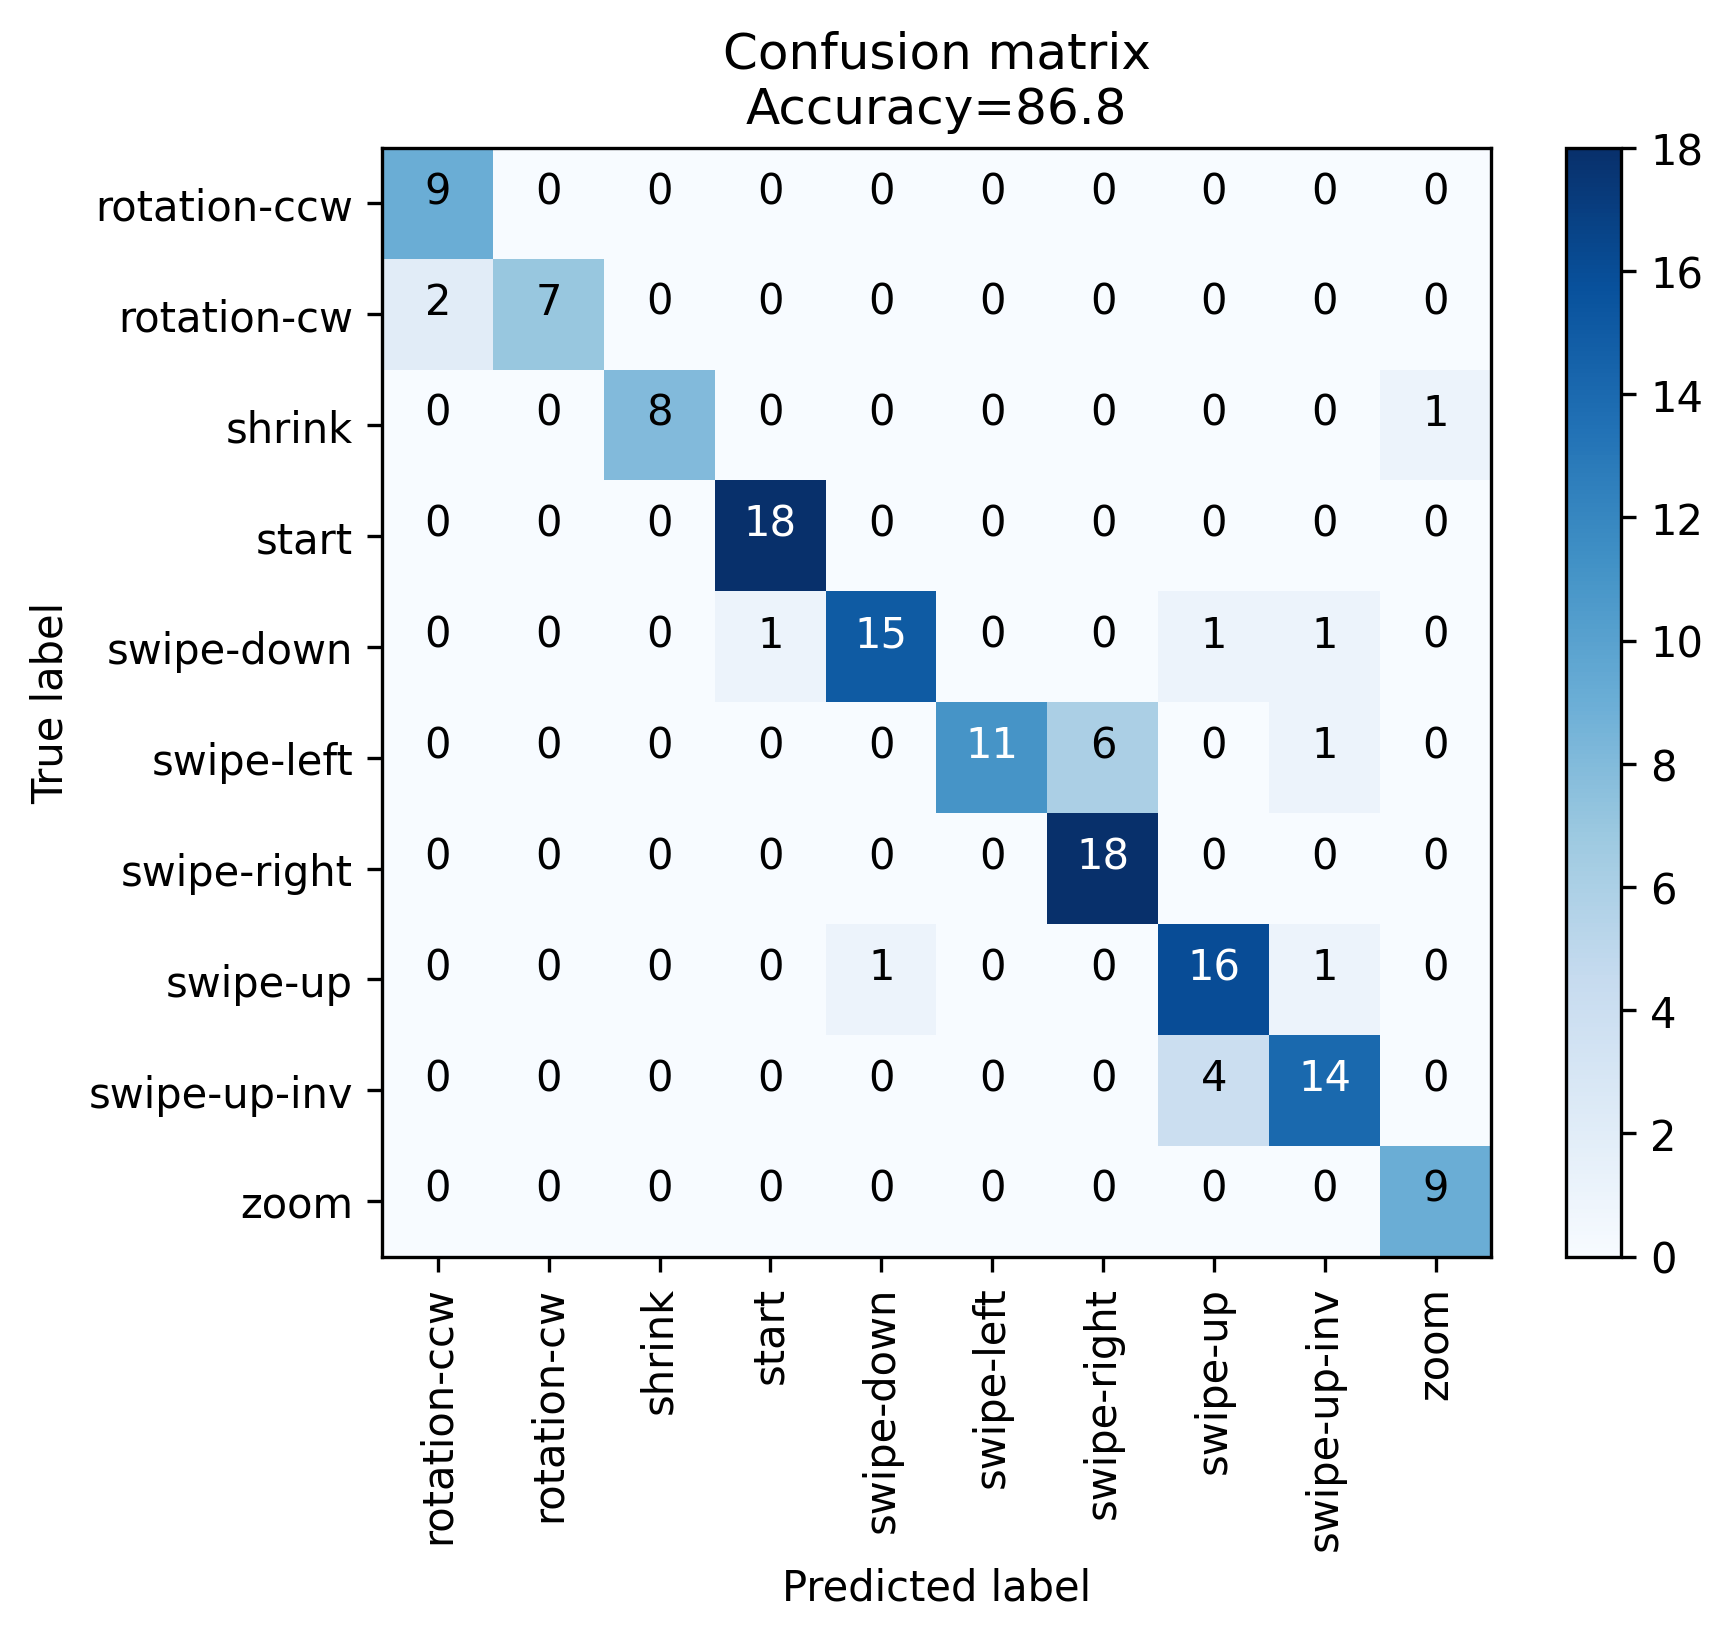 Confusion matrix
Accuracy=86.8
True label
rotation-ccw 9 0 0 0 0 0 0 0 0 0
rotation-cw 2 7 0 0 0 0 0 0 0 0
shrink 0 0 8 0 0 0 0 0 0 1
start 0 0 0 18 0 0 0 0 0 0
swipe-down 0 0 0 1 15 0 0 1 1 0
swipe-left 0 0 0 0 0 11 6 0 1 0
swipe-right 0 0 0 0 0 0 18 0 0 0
swipe-up 0 0 0 0 1 0 0 16 1 0
swipe-up-inv 0 0 0 0 0 0 0 4 14 0
zoom 0 0 0 0 0 0 0 0 0 9
rotation-ccw
rotation-cw
shrink
start
swipe-down
swipe-left
swipe-right
swipe-up
swipe-up-inv
zoom
Predicted label
18
16
14
12
10
8
6
4
2
0